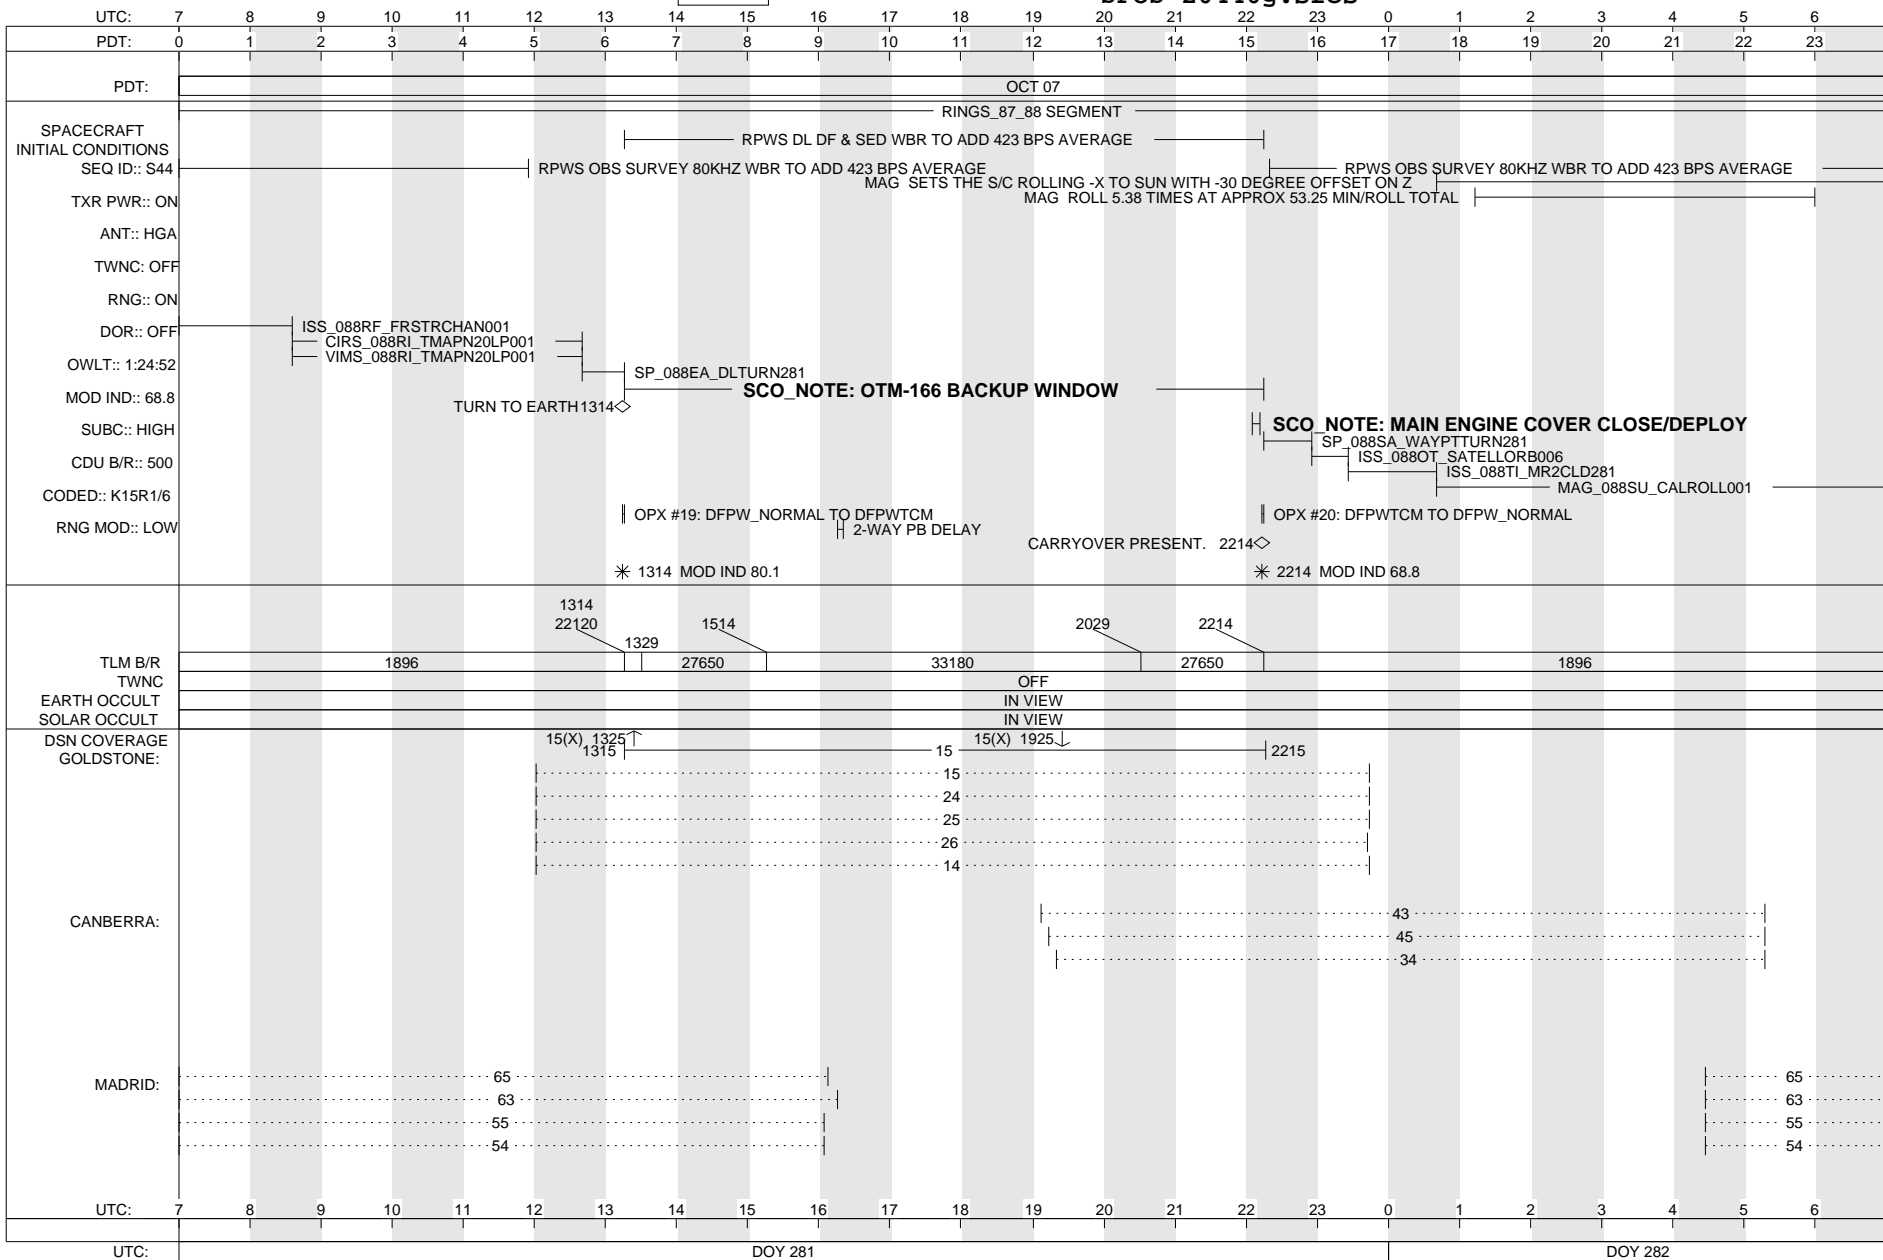 UTC: 7 8 9 10 11 12 13 14 15 16 17 18 19 20 21 22 23 0 1 2 3 4 5 6
PDT: 0 1 2 3 4 5 6 7 8 9 10 11 12 13 14 15 16 17 18 19 20 21 22 23
PDT: OCT 07
RINGS_87_88 SEGMENT
SPACECRAFT
INITIAL CONDITIONS
RPWS DL DF & SED WBR TO ADD 423 BPS AVERAGE
SEQ ID:: S44
RPWS OBS SURVEY 80KHZ WBR TO ADD 423 BPS AVERAGE
RPWS OBS SURVEY 80KHZ WBR TO ADD 423 BPS AVERAGE
MAG SETS THE S/C ROLLING -X TO SUN WITH -30 DEGREE OFFSET ON Z
MAG ROLL 5.38 TIMES AT APPROX 53.25 MIN/ROLL TOTAL
TXR PWR:: ON
ANT:: HGA
TWNC: OFF
RNG:: ON
DOR:: OFF
ISS_088RF_FRSTRCHAN001
CIRS_088RI_TMAPN20LP001
VIMS_088RI_TMAPN20LP001
OWLT:: 1:24:52
SP_088EA_DLTURN281
SCO_NOTE: OTM-166 BACKUP WINDOW
MOD IND:: 68.8
TURN TO EARTH 1314
SUBC:: HIGH
SCO_NOTE: MAIN ENGINE COVER CLOSE/DEPLOY
SP_088SA_WAYPTTURN281
ISS_088OT_SATELLORB006
CDU B/R:: 500
ISS_088TI_MR2CLD281
MAG_088SU_CALROLL001
CODED:: K15R1/6
OPX #19: DFPW_NORMAL TO DFPWTCM
OPX #20: DFPWTCM TO DFPW_NORMAL
RNG MOD:: LOW
2-WAY PB DELAY
CARRYOVER PRESENT. 2214
1314 MOD IND 80.1
2214 MOD IND 68.8
1314
22120 1514 2029 2214
1329
TLM B/R 1896 27650 33180 27650 1896
TWNC OFF
EARTH OCCULT IN VIEW
SOLAR OCCULT IN VIEW
DSN COVERAGE
15(X) 1325 15(X) 1925
GOLDSTONE:
1315 15 2215
15
24
25
26
14
CANBERRA:
43
45
34
MADRID:
65 65
63 63
55 55
54 54
UTC: 7 8 9 10 11 12 13 14 15 16 17 18 19 20 21 22 23 0 1 2 3 4 5 6
UTC: DOY 281 DOY 282